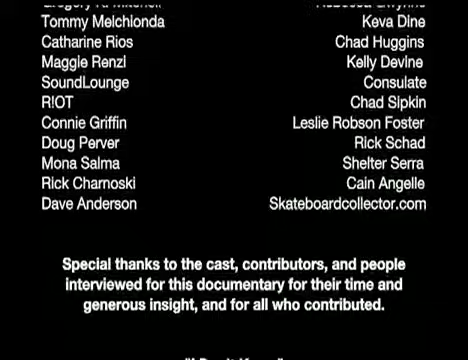 Tommy Melchionda Keva Dine
Catharine Rios Chad Huggins
Maggie Renzl Kelly Devine
SoundLounge Consulate
R!OT Chad Sipkin
Connie Griffin Leslie Robson Foster
Doug Perver Rick Schad
Mona Salma Shelter Serra
Rick Charnoski Cain Angelle
Dave Anderson Skateboardcollector.com
Special thanks to the cast, contributors, and people
interviewed for this documentary for their time and
generous insight, and for all who contributed.